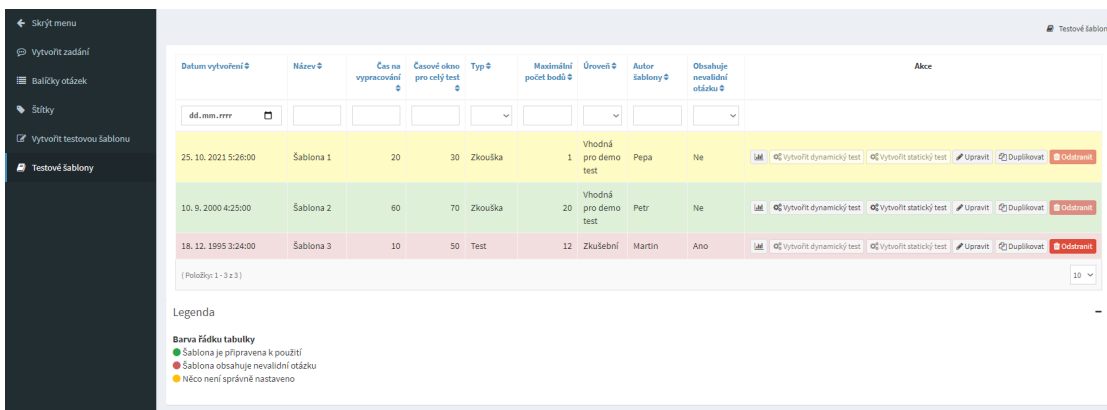 Skrýt menu
Vytvořit zadání
Balíčky otázek
Štítky
Vytvořit testovou šablonu
Testové šablony
Testové šablon
Datum vytvoření Název Čas na vypracování Časové okno pro celý test Typ Maximální počet bodů Úroveň Autor šablony Obsahuje nevalidní otázku Akce
dd.mm.rrrr
25. 10. 2021 5:26:00 Šablona 1 20 30 Zkouška 1 Vhodná pro demo test Pepa Ne Vytvořit dynamický test Vytvořit statický test Upravit Duplikovat Odstranit
10. 9. 2000 4:25:00 Šablona 2 60 70 Zkouška 20 Vhodná pro demo test Petr Ne Vytvořit dynamický test Vytvořit statický test Upravit Duplikovat Odstranit
18. 12. 1995 3:24:00 Šablona 3 10 50 Test 12 Zkušební Martin Ano Vytvořit dynamický test Vytvořit statický test Upravit Duplikovat Odstranit
( Položky: 1 - 3 z 3 ) 10
Legenda
Barva řádku tabulky
Šablona je připravena k použití
Šablona obsahuje nevalidní otázku
Něco není správně nastaveno